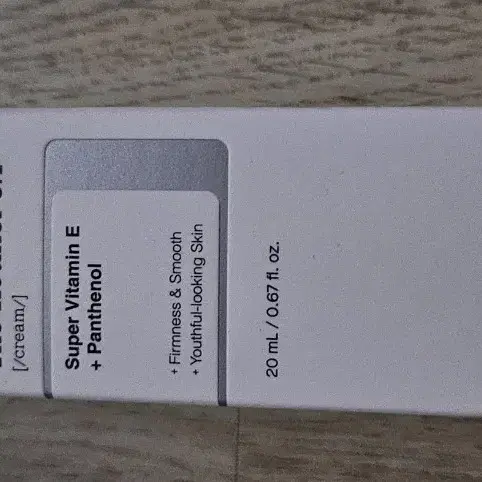 [/cream/]
Super Vitamin E
+ Panthenol
+ Firmness & Smooth
+ Youthful-looking Skin
20 mL / 0.67 fl. oz.